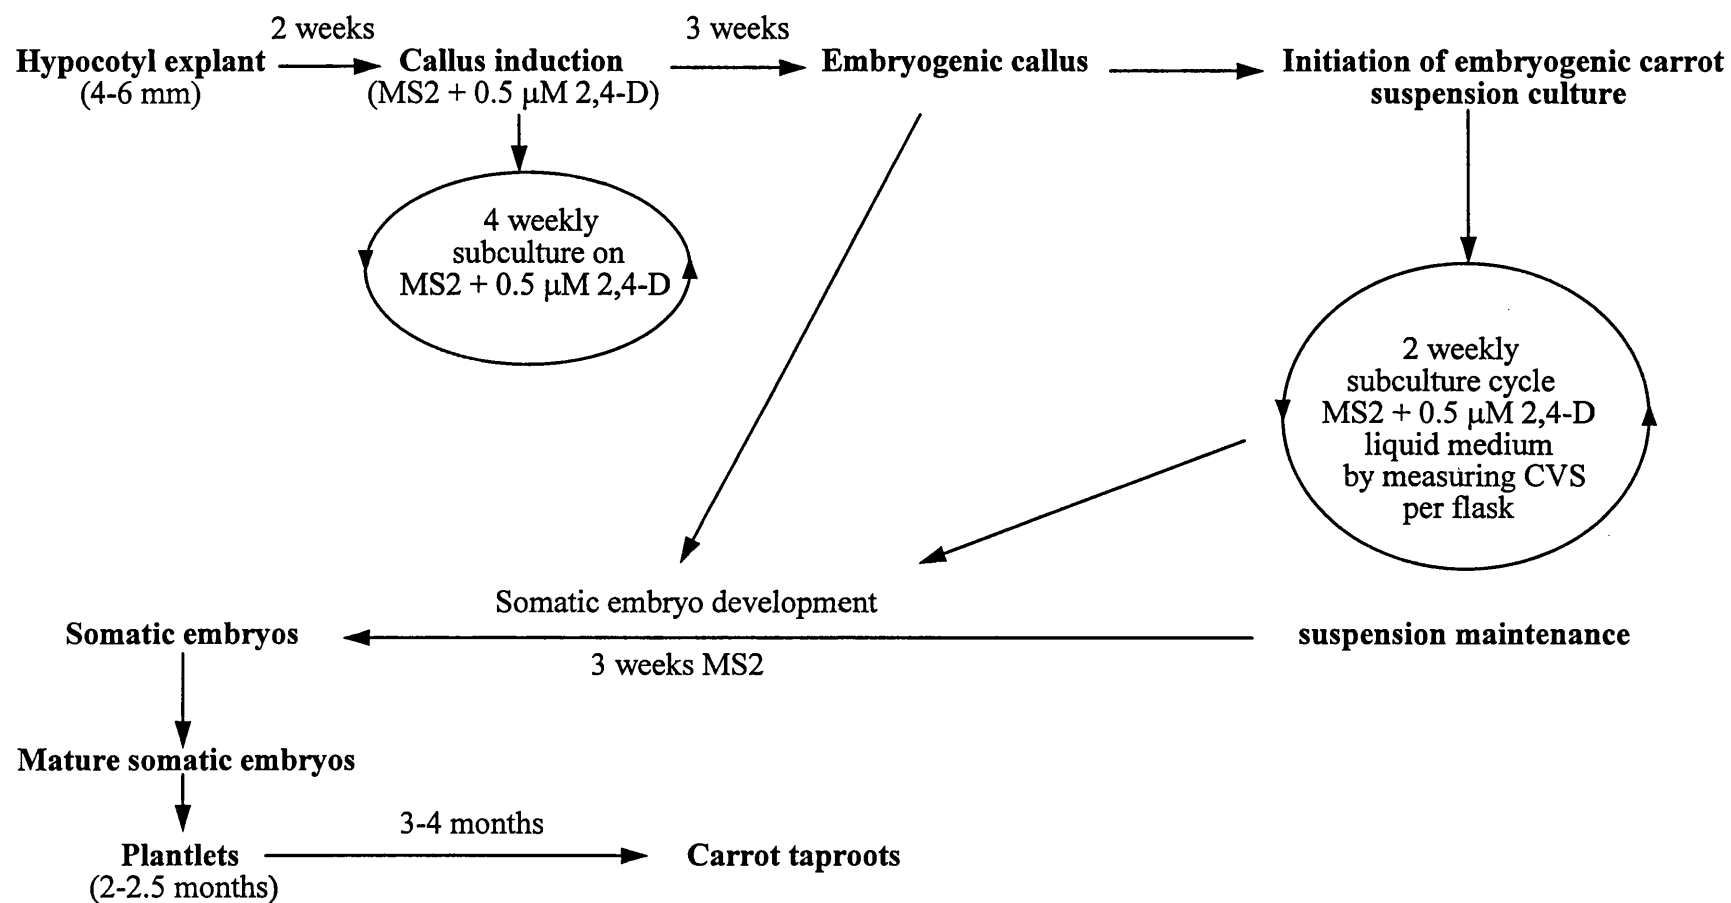 2 weeks
3 weeks
Hypocotyl explant
(4-6 mm)
Callus induction
(MS2 + 0.5 μM 2,4-D)
Embryogenic callus
Initiation of embryogenic carrot
suspension culture
4 weekly
subculture on
MS2 + 0.5 μM 2,4-D
2 weekly
subculture cycle
MS2 + 0.5 μM 2,4-D
liquid medium
by measuring CVS
per flask
Somatic embryo development
Somatic embryos
3 weeks MS2
suspension maintenance
Mature somatic embryos
3-4 months
Plantlets
(2-2.5 months)
Carrot taproots